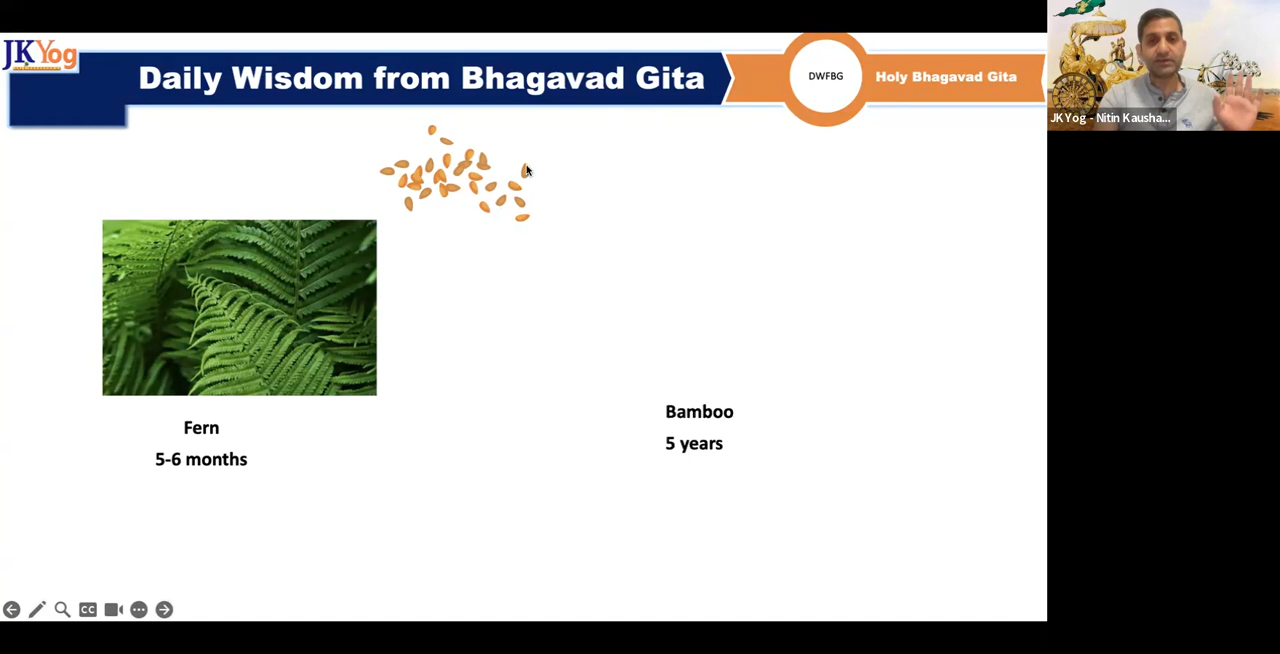 JKYog
Daily Wisdom from Bhagavad Gita
DWFBG
Holy Bhagavad Gita
JKYog - Nitin Kausha...
Fern
5-6 months
Bamboo
5 years
CC